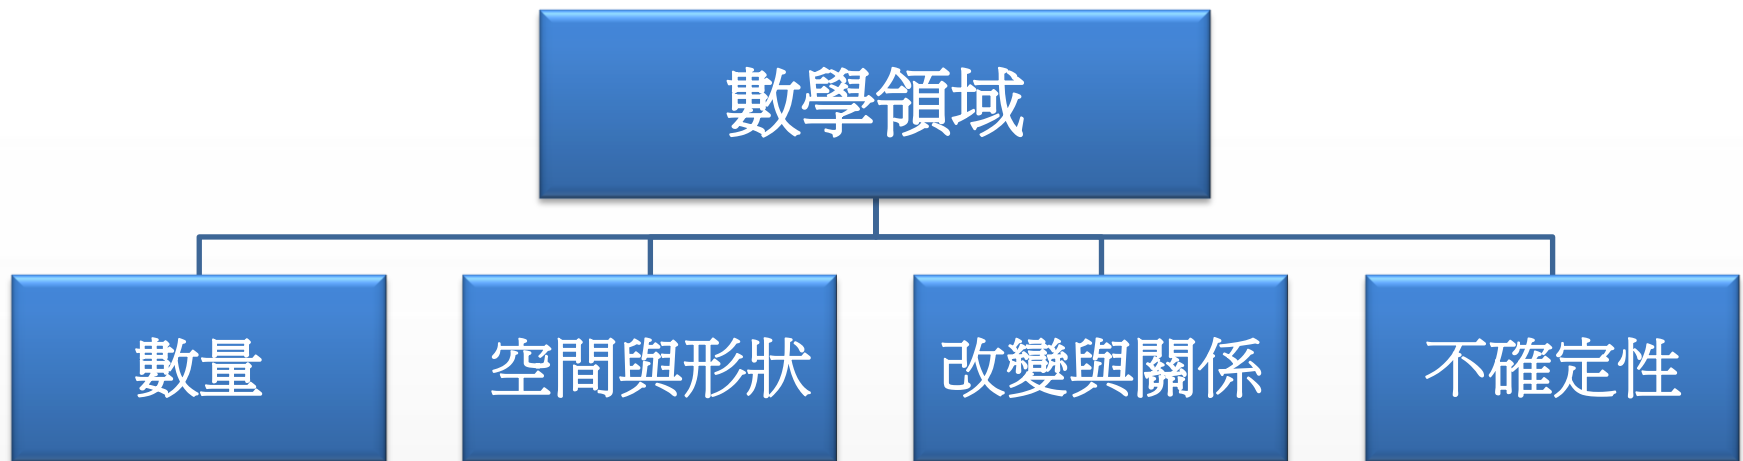 數學領域
數量
空間與形狀
改變與關係
不確定性